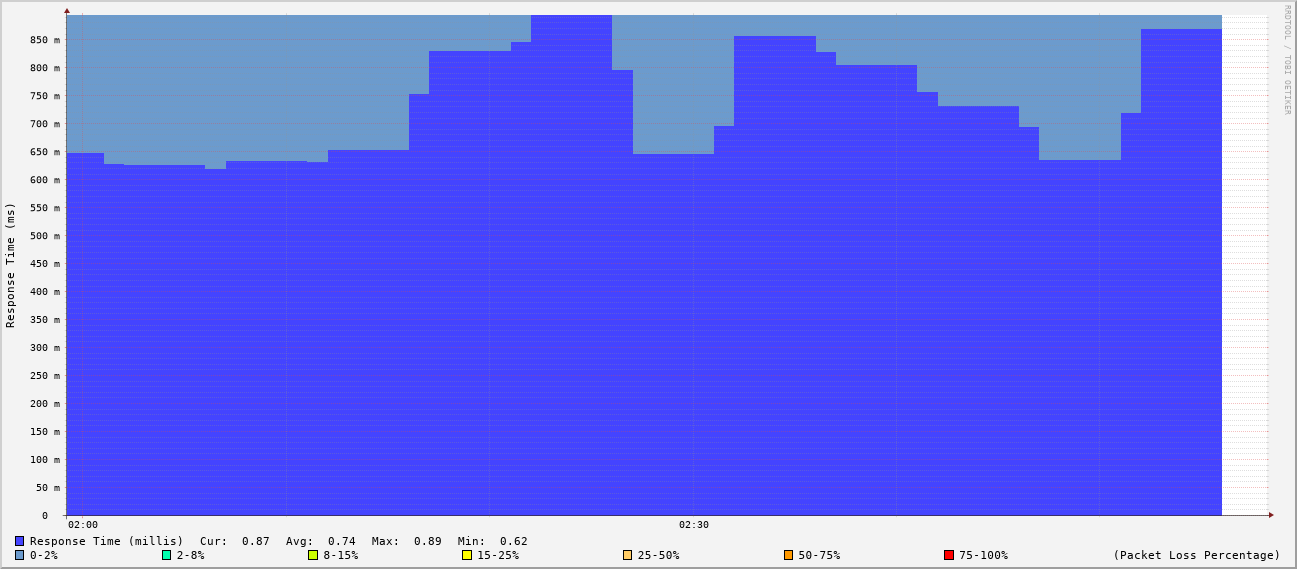 RRDTOOL / TOBI OETIKER
Response Time (ms)
850 m
800 m
750 m
700 m
650 m
600 m
550 m
500 m
450 m
400 m
350 m
300 m
250 m
200 m
150 m
100 m
50 m
0
02:00 02:30
Response Time (millis) Cur: 0.87 Avg: 0.74 Max: 0.89 Min: 0.62
0-2% 2-8% 8-15% 15-25% 25-50% 50-75% 75-100% (Packet Loss Percentage)